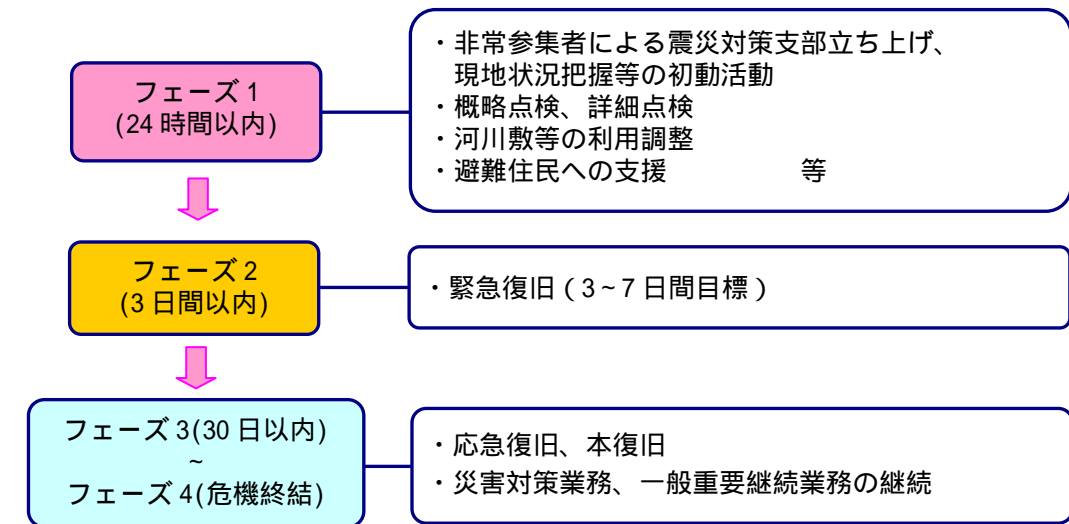 フェーズ 1
(24 時間以内)
・非常参集者による震災対策支部立ち上げ、
現地状況把握等の初動活動
・概略点検、詳細点検
・河川敷等の利用調整
・避難住民への支援　　　　　等
フェーズ 2
(3 日間以内)
・緊急復旧（3~7 日間目標）
フェーズ 3(30 日以内)
~
フェーズ 4(危機終結)
・応急復旧、本復旧
・災害対策業務、一般重要継続業務の継続